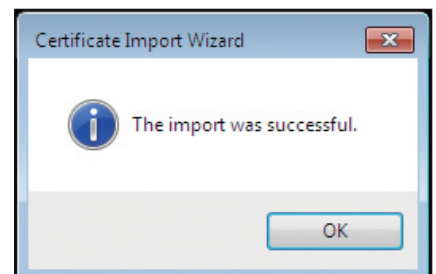 Certificate Import Wizard
The import was successful.
OK